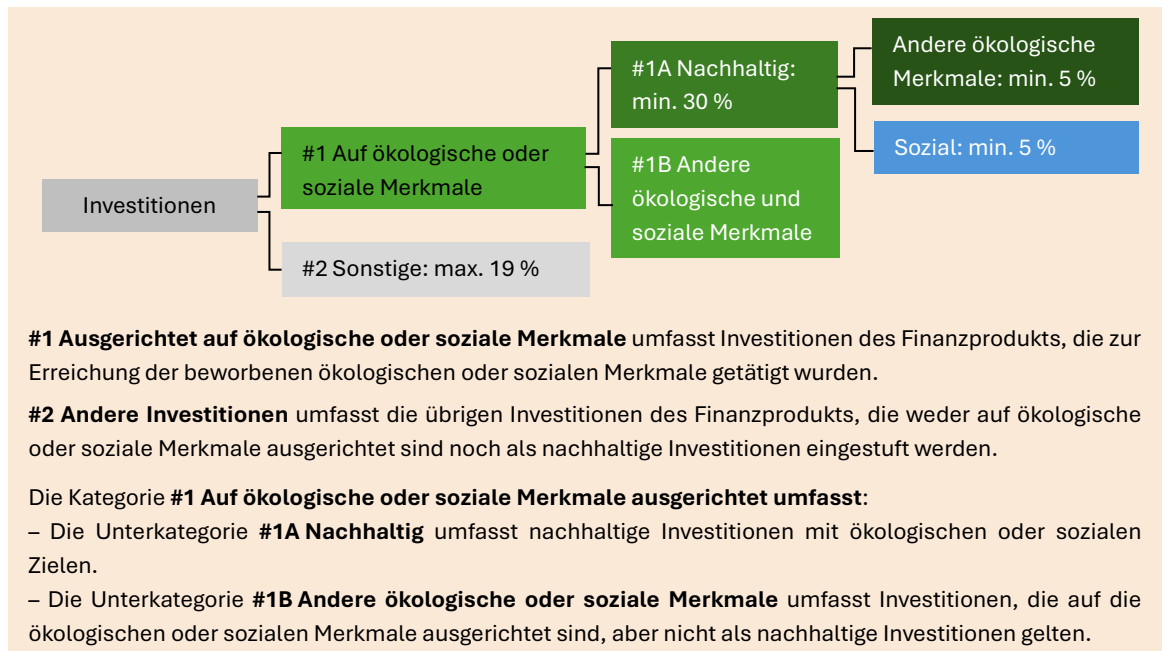 Investitionen
#1 Auf ökologische oder
soziale Merkmale
#2 Sonstige: max. 19 %
#1A Nachhaltig:
min. 30 %
#1B Andere
ökologische und
soziale Merkmale
Andere ökologische
Merkmale: min. 5 %
Sozial: min. 5 %
#1 Ausgerichtet auf ökologische oder soziale Merkmale umfasst Investitionen des Finanzprodukts, die zur
Erreichung der beworbenen ökologischen oder sozialen Merkmale getätigt wurden.
#2 Andere Investitionen umfasst die übrigen Investitionen des Finanzprodukts, die weder auf ökologische
oder soziale Merkmale ausgerichtet sind noch als nachhaltige Investitionen eingestuft werden.
Die Kategorie #1 Auf ökologische oder soziale Merkmale ausgerichtet umfasst:
– Die Unterkategorie #1A Nachhaltig umfasst nachhaltige Investitionen mit ökologischen oder sozialen
Zielen.
– Die Unterkategorie #1B Andere ökologische oder soziale Merkmale umfasst Investitionen, die auf die
ökologischen oder sozialen Merkmale ausgerichtet sind, aber nicht als nachhaltige Investitionen gelten.